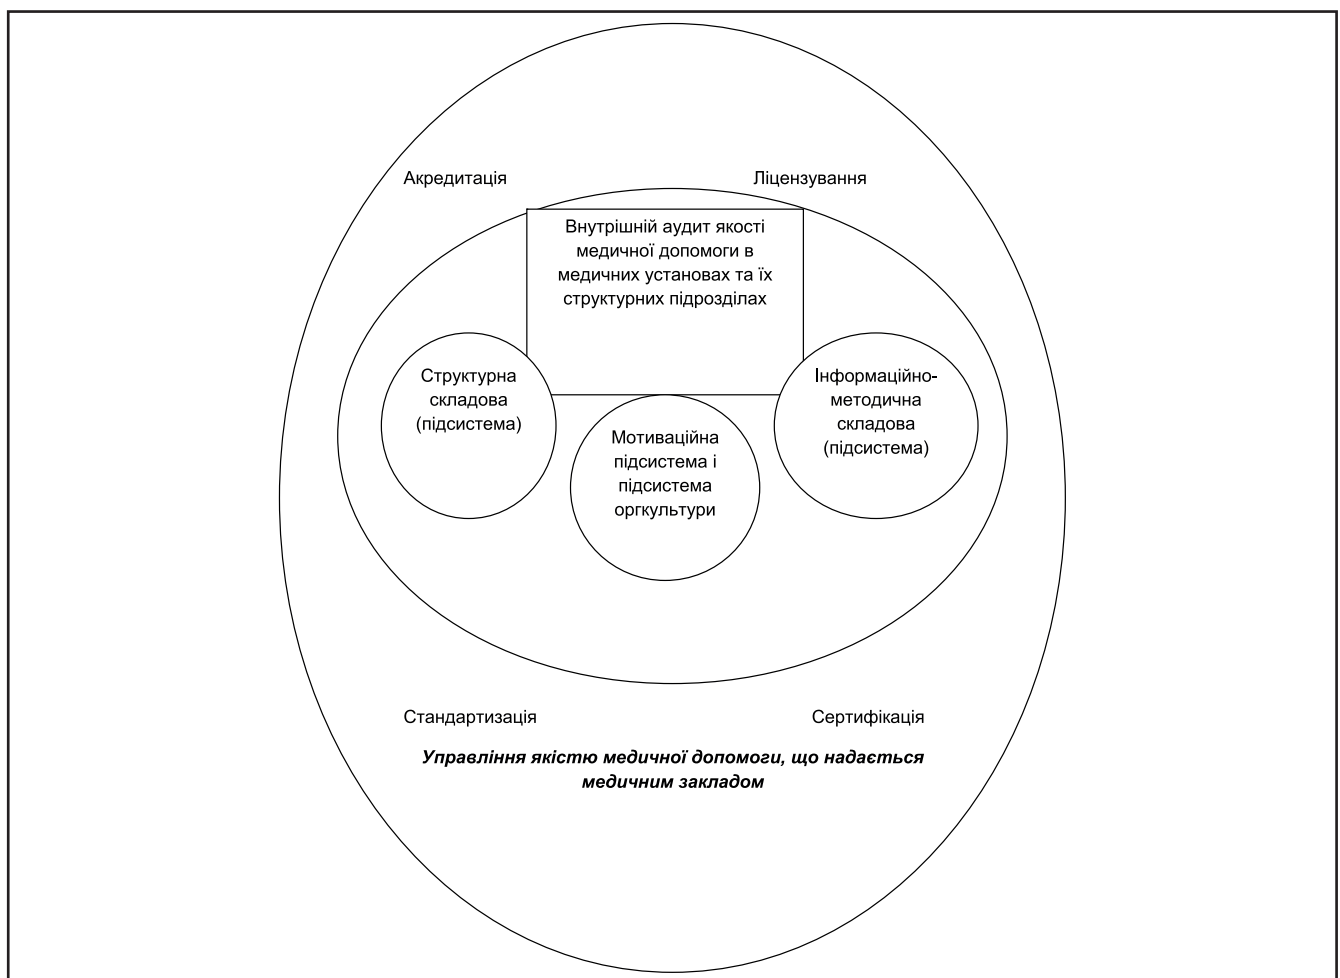 Акредитація
Ліцензування
Внутрішній аудит якості
медичної допомоги в
медичних установах та їх
структурних підрозділах
Структурна
складова
(підсистема)
Мотиваційна
підсистема і
підсистема
оргкультури
Інформаційно-
методична
складова
(підсистема)
Стандартизація
Сертифікація
Управління якістю медичної допомоги, що надається
медичним закладом